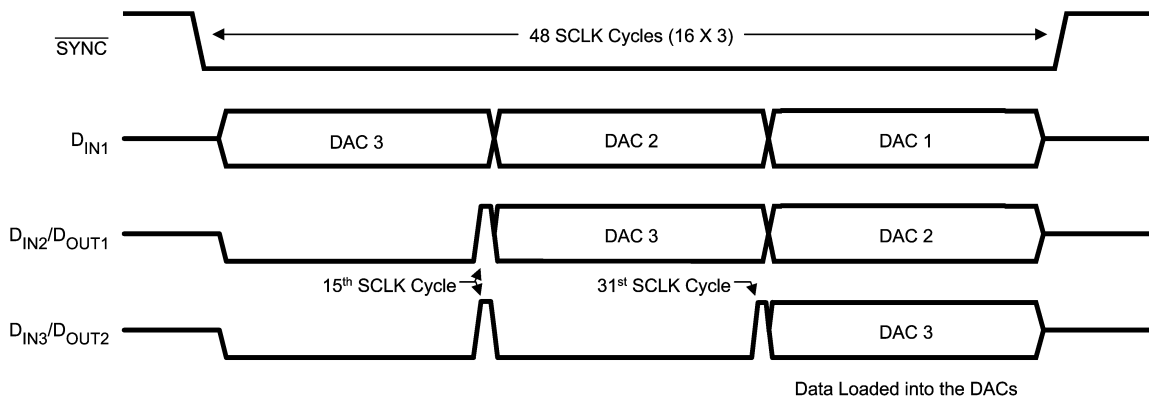 48 SCLK Cycles (16 X 3)
SYNC
DIN1
DAC 3
DAC 2
DAC 1
DIN2/DOUT1
DAC 3
DAC 2
15th SCLK Cycle
31st SCLK Cycle
DIN3/DOUT2
DAC 3
Data Loaded into the DACs